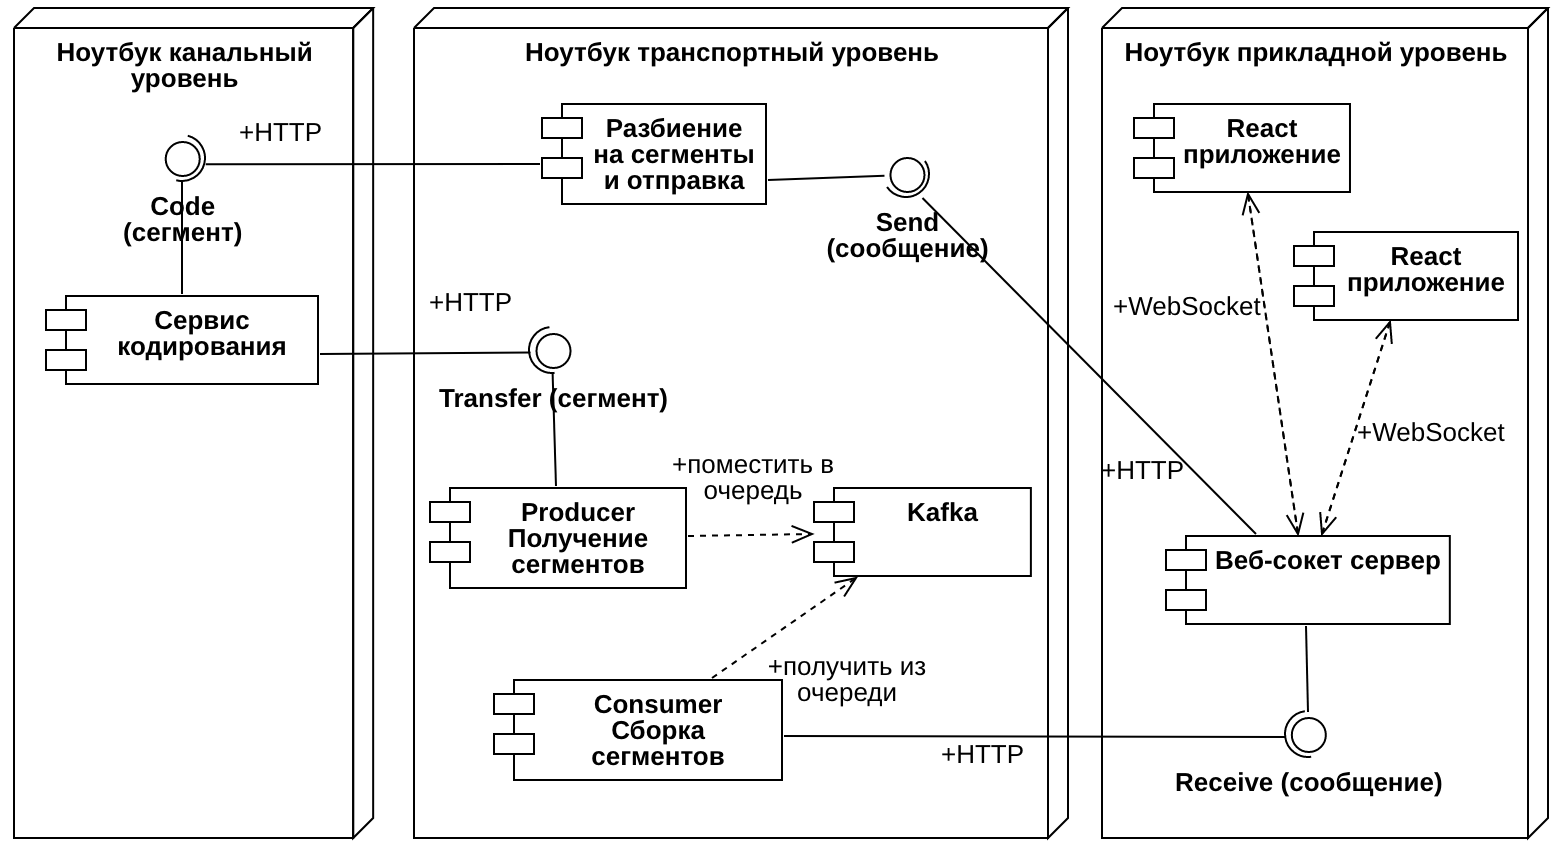 Ноутбук канальный
уровень
+HTTP
Code
(сегмент)
Сервис
кодирования
Ноутбук транспортный уровень
Разбиение
на сегменты
и отправка
Send
(сообщение)
+HTTP
Transfer (сегмент)
+поместить в
очередь
Producer
Получение
сегментов
Kafka
+получить из
очереди
Consumer
Сборка
сегментов
+HTTP
Ноутбук прикладной уровень
React
приложение
React
приложение
+WebSocket
+WebSocket
+HTTP
Веб-сокет сервер
Receive (сообщение)